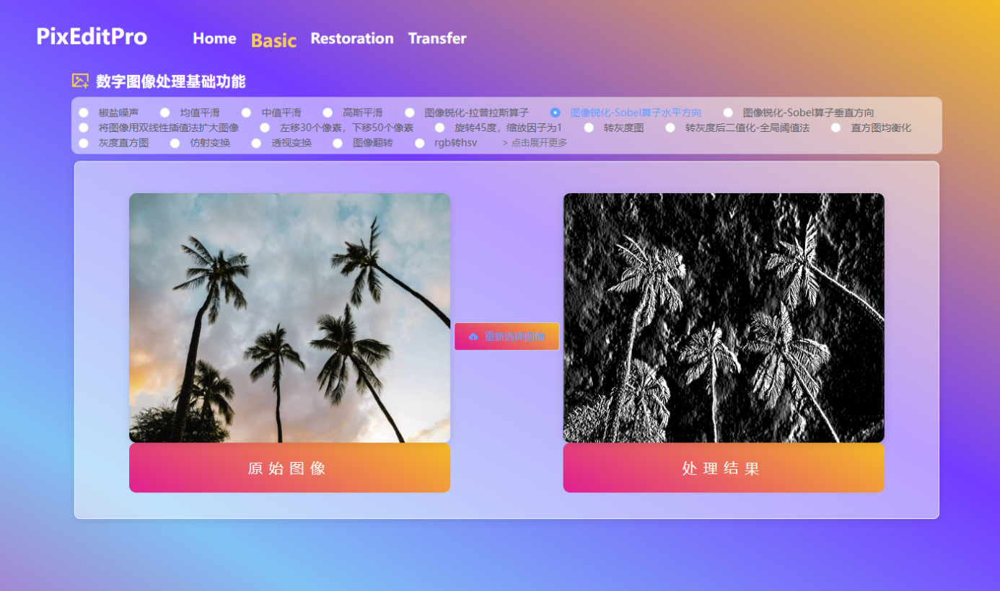 PixEditPro Home Basic Restoration Transfer
数字图像处理基础功能
椒盐噪声 均值平滑 中值平滑 高斯平滑 图像锐化-拉普拉斯算子 图像锐化-Sobel算子水平方向 图像锐化-Sobel算子垂直方向
将图像用双线性插值法扩大图像 左移30个像素，下移50个像素 旋转45度，缩放因子为1 转灰度图 转灰度后二值化-全局阈值法 直方图均衡化
灰度直方图 仿射变换 透视变换 图像翻转 rgb转hsv > 点击展开更多
重新选择图像
原始图像 处理结果